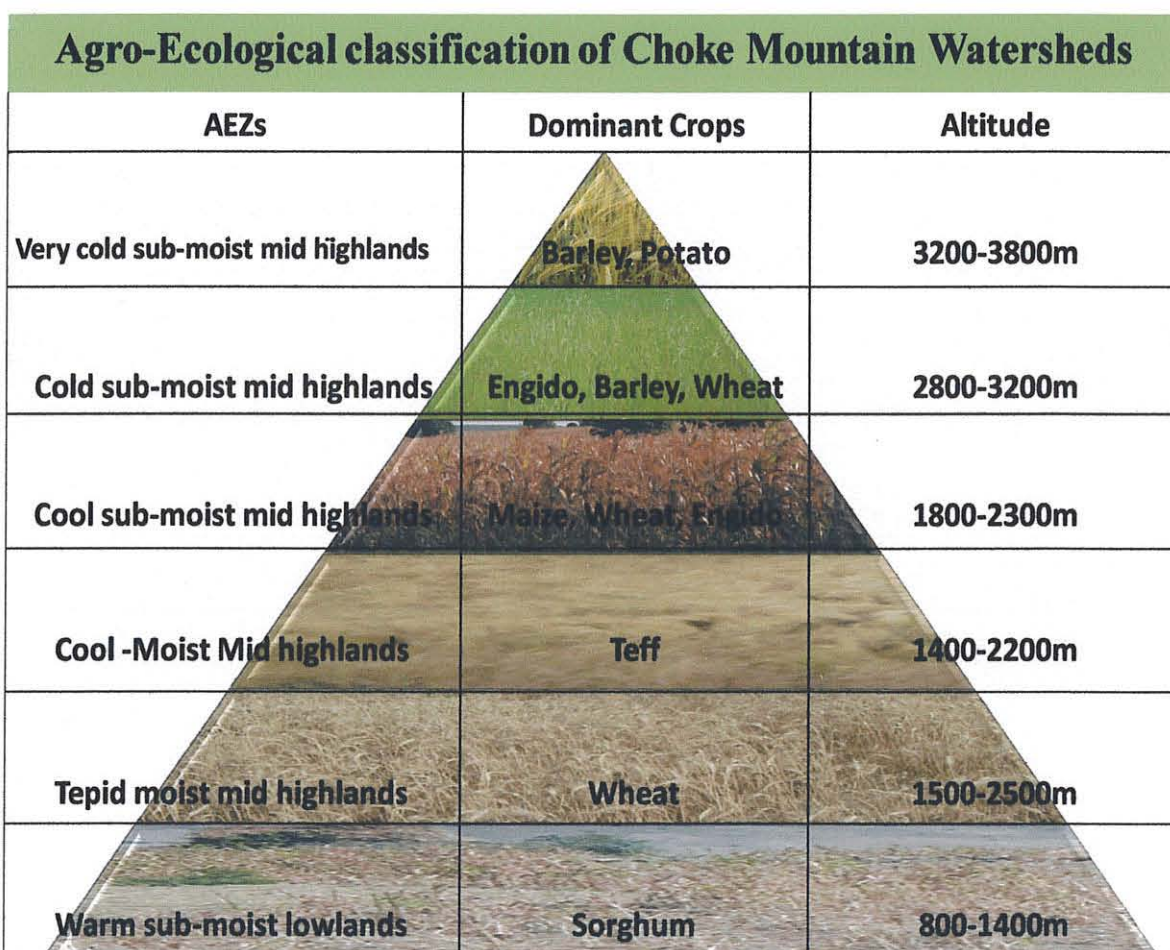 Agro-Ecological classification of Choke Mountain Watersheds
AEZs Dominant Crops Altitude
Very cold sub-moist mid highlands Barley, Potato 3200-3800m
Cold sub-moist mid highlands Engido, Barley, Wheat 2800-3200m
Cool sub-moist mid highlands. Maize, Wheat, Engido 1800-2300m
Cool -Moist Mid highlands Teff 1400-2200m
Tepid moist mid highlands Wheat 1500-2500m
Warm sub-moist lowlands Sorghum 800-1400m